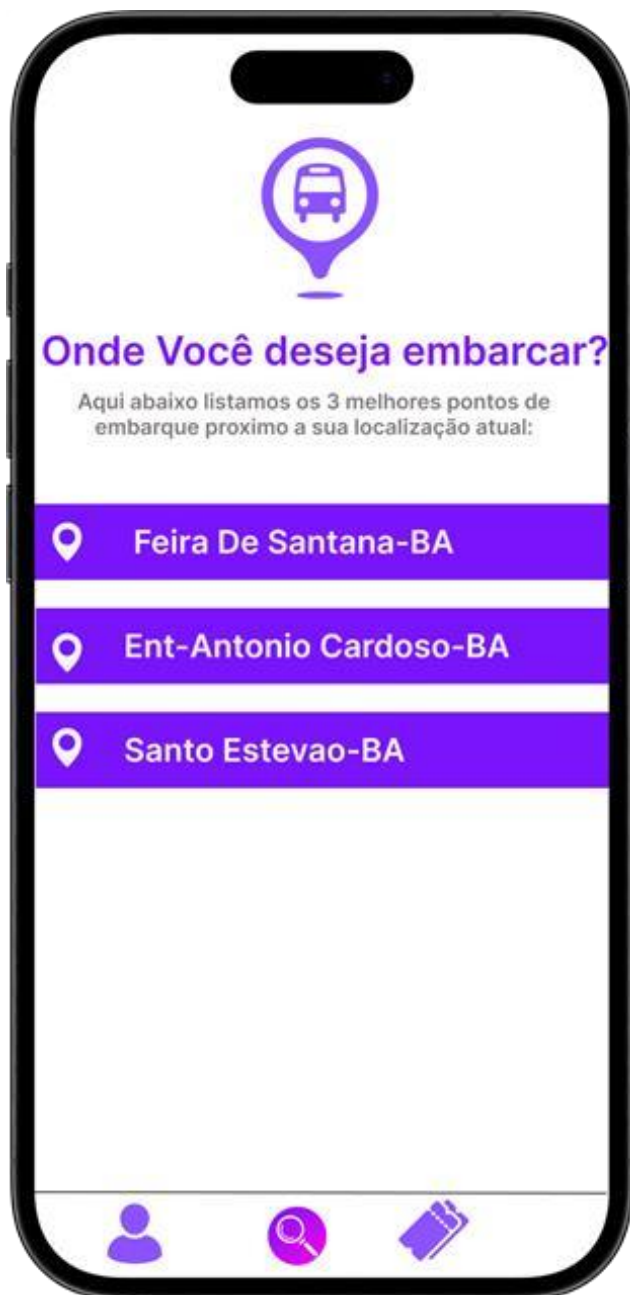 Onde Você deseja embarcar?
Aqui abaixo listamos os 3 melhores pontos de
embarque proximo a sua localização atual:
Feira De Santana-BA
Ent-Antonio Cardoso-BA
Santo Estevao-BA